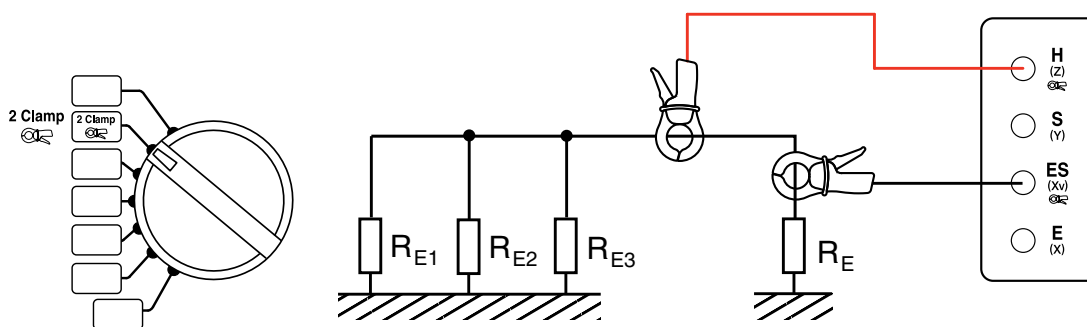 2 Clamp
2 Clamp
RE1
RE2
RE3
RE
H
(Z)
S
(Y)
ES
(Xv)
E
(X)